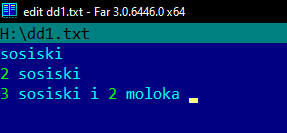 edit dd1.txt - Far 3.0.6446.0 x64
H:\dd1.txt
sosiski
2 sosiski
3 sosiski i 2 moloka